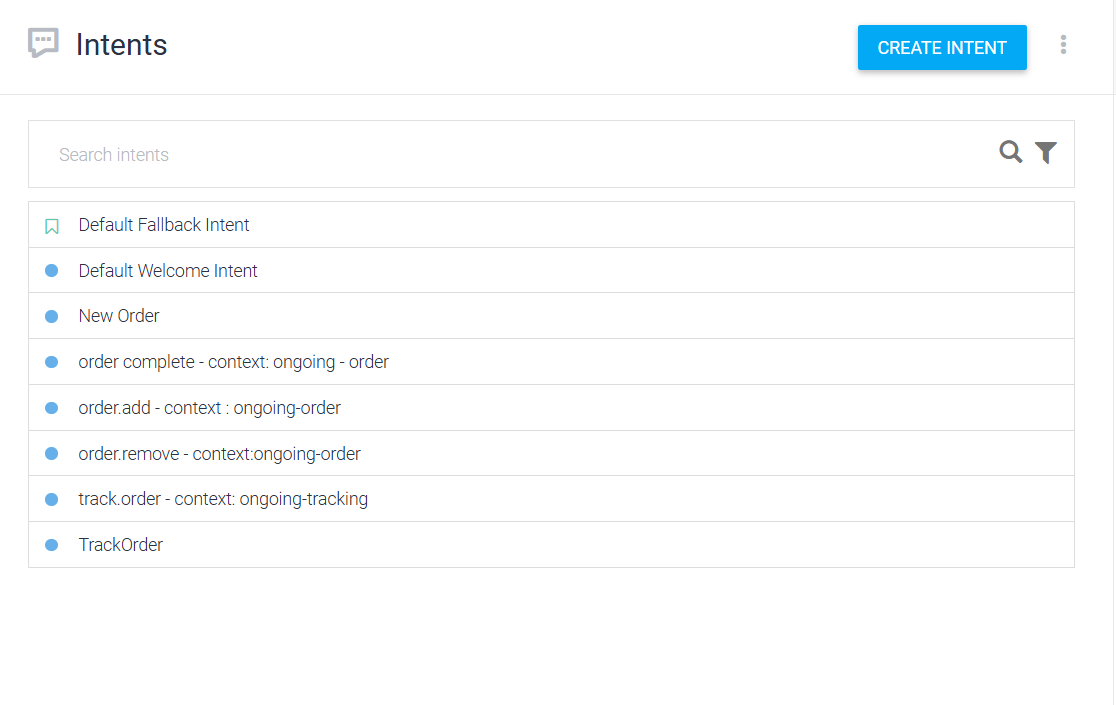 Intents
CREATE INTENT
Search intents
Default Fallback Intent
Default Welcome Intent
New Order
order complete - context: ongoing - order
order.add - context : ongoing-order
order.remove - context:ongoing-order
track.order - context: ongoing-tracking
TrackOrder